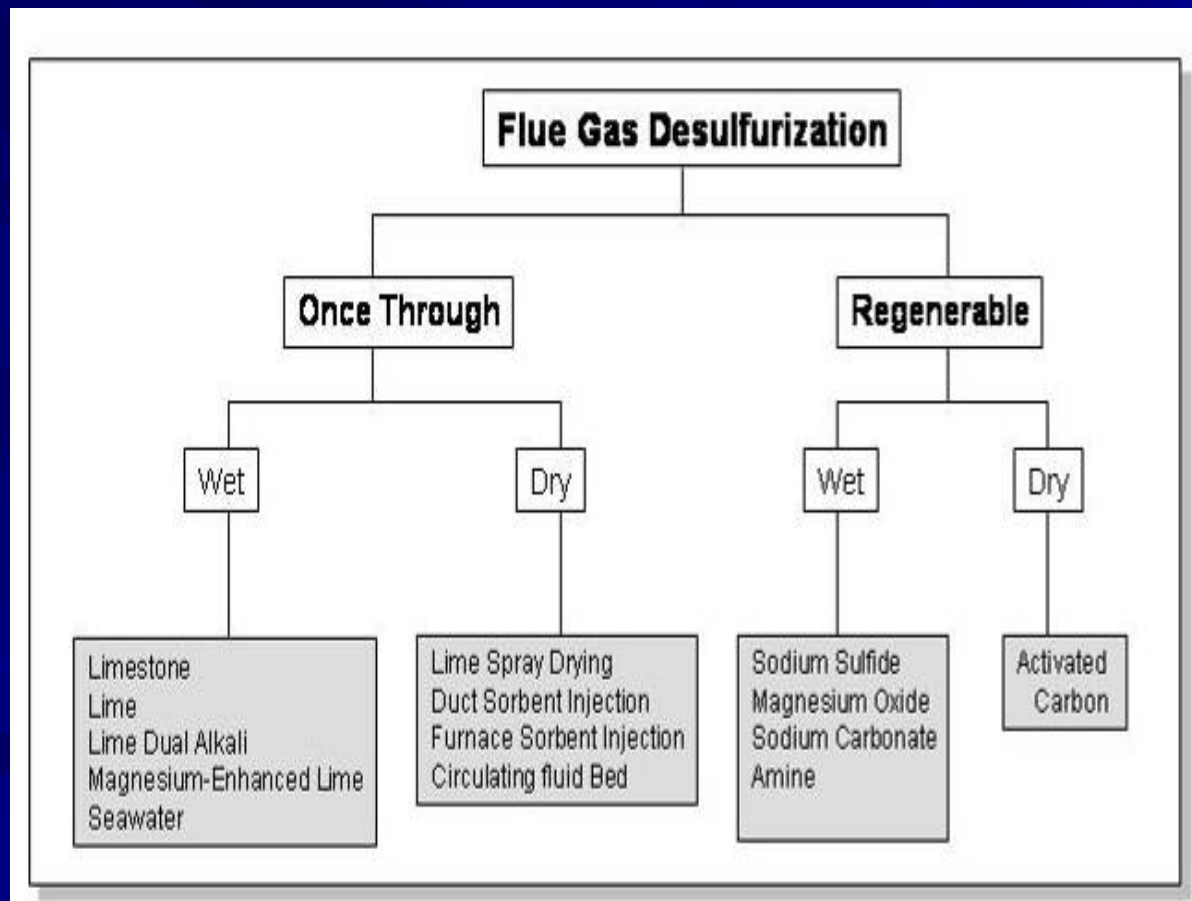 Flue Gas Desulfurization
Once Through
Regenerable
Wet
Dry
Wet
Dry
Limestone
Lime
Lime Dual Alkali
Magnesium-Enhanced Lime
Seawater
Lime Spray Drying
Duct Sorbent Injection
Furnace Sorbent Injection
Circulating fluid Bed
Sodium Sulfide
Magnesium Oxide
Sodium Carbonate
Amine
Activated
Carbon